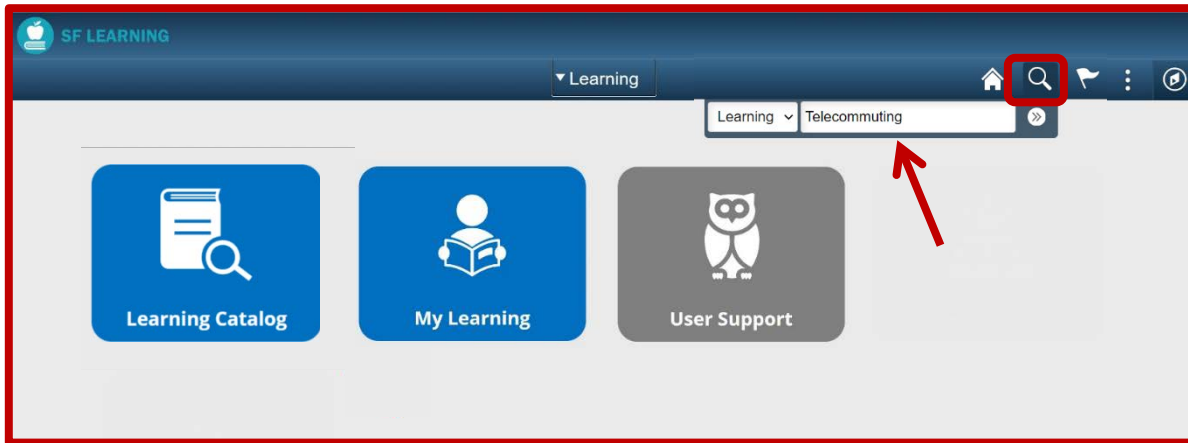 SF LEARNING
Learning
Learning Telecommuting
Learning Catalog
My Learning
User Support